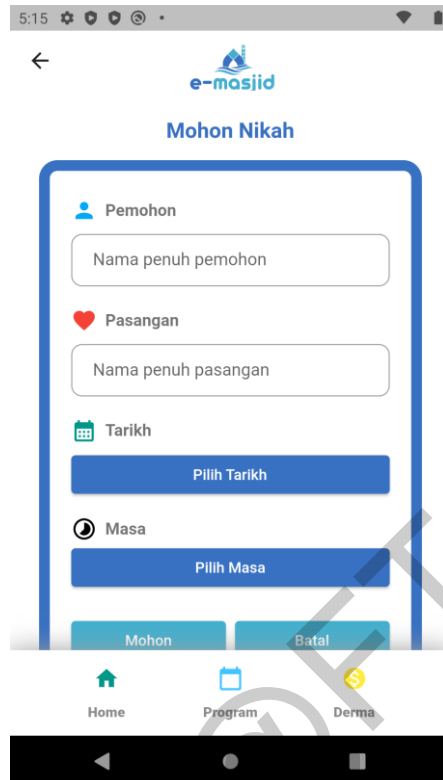 5:15
e-masjid
Mohon Nikah
Pemohon
Nama penuh pemohon
Pasangan
Nama penuh pasangan
Tarikh
Pilih Tarikh
Masa
Pilih Masa
Mohon Batal
Home Program Derma